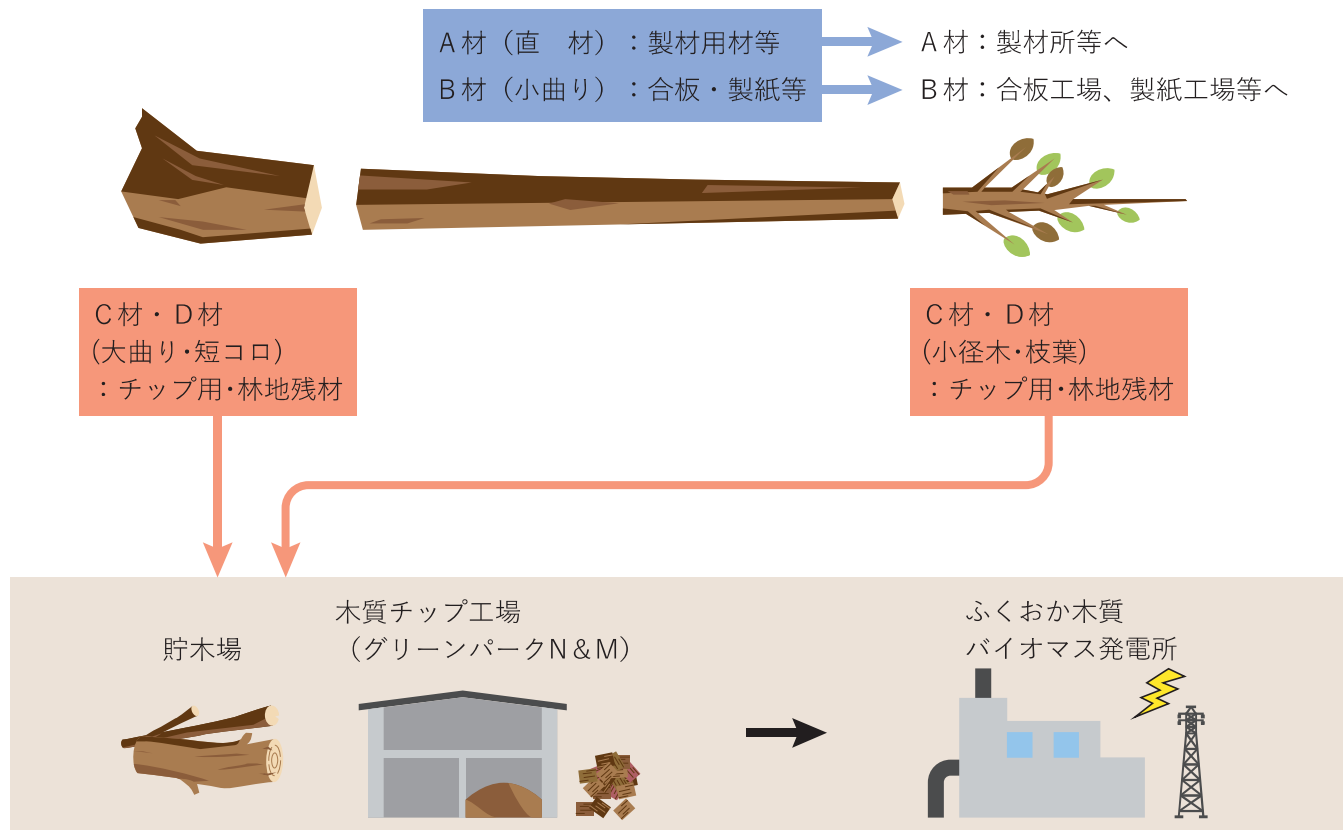 A材（直　材）：製材用材等
B材（小曲り）：合板・製紙等
A材：製材所等へ
B材：合板工場、製紙工場等へ
C材・D材
(大曲り・短コロ)
：チップ用・林地残材
C材・D材
(小径木・枝葉)
：チップ用・林地残材
貯木場
木質チップ工場
（グリーンパークN＆M）
ふくおか木質
バイオマス発電所